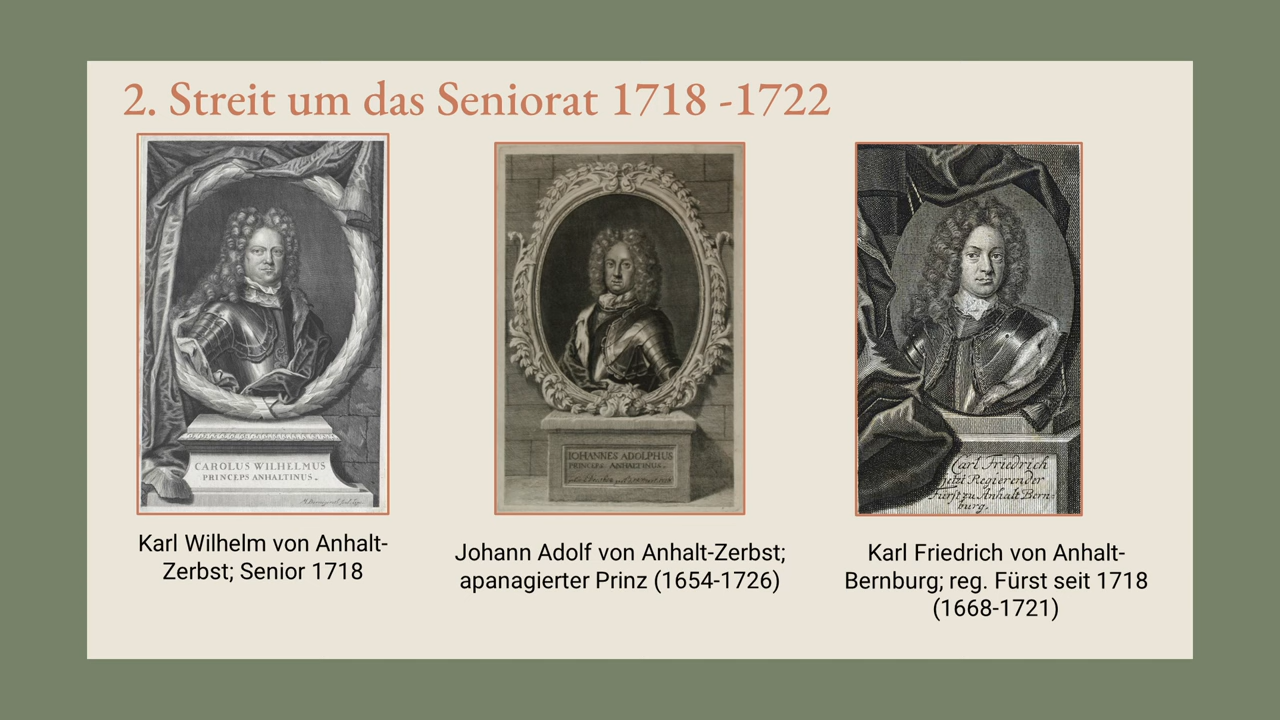 2. Streit um das Seniorat 1718 -1722
CAROLUS WILHELMUS
PRINCEPS ANHALTINUS.
IOHANNES ADOLPHUS
PRINCEPS ANHALTINUS.
Carl Friedrich
Regierender
Fürst zu Anhalt Bern-
burg.
Karl Wilhelm von Anhalt-
Zerbst; Senior 1718
Johann Adolf von Anhalt-Zerbst;
apanagierter Prinz (1654-1726)
Karl Friedrich von Anhalt-
Bernburg; reg. Fürst seit 1718
(1668-1721)